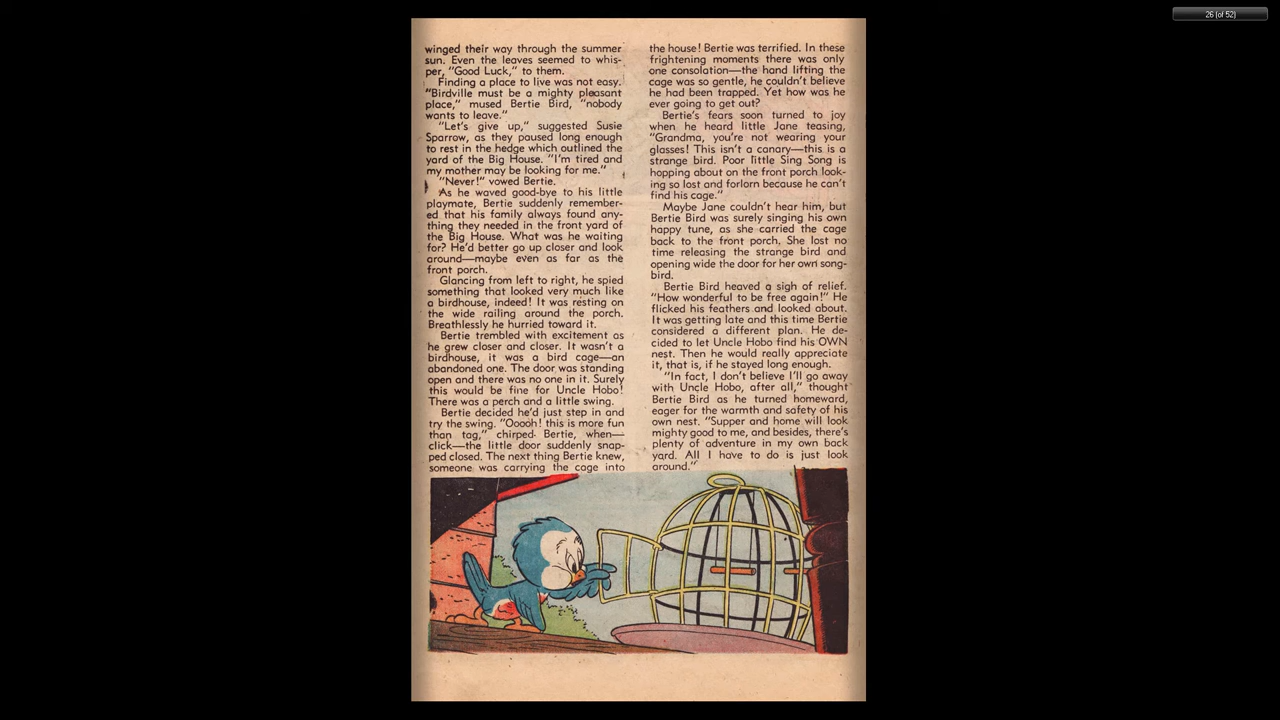 26 (of 52)
winged their way through the summer
sun. Even the leaves seemed to whis-
per, "Good Luck," to them.
Finding a place to live was not easy.
"Birdville must be a mighty pleasant
place," mused Bertie Bird, "nobody
wants to leave."
"Let's give up," suggested Susie
Sparrow, as they paused long enough
to rest in the hedge which outlined the
yard of the Big House. "I'm tired and
my mother may be looking for me."
"Never!" vowed Bertie.
As he waved good-bye to his little
playmate, Bertie suddenly remember-
ed that his family always found any-
thing they needed in the front yard of
the Big House. What was he waiting
for? He'd better go up closer and look
around—maybe even as far as the
front porch.
Glancing from left to right, he spied
something that looked very much like
a birdhouse, indeed! It was resting on
the wide railing around the porch.
Breathlessly he hurried toward it.
Bertie trembled with excitement as
he grew closer and closer. It wasn't a
birdhouse, it was a bird cage—an
abandoned one. The door was standing
open and there was no one in it. Surely
this would be fine for Uncle Hobo!
There was a perch and a little swing.
Bertie decided he'd just step in and
try the swing. "Ooooh! this is more fun
than tag," chirped Bertie, when—
click—the little door suddenly snap-
ped closed. The next thing Bertie knew,
someone was carrying the cage into
the house! Bertie was terrified. In these
frightening moments there was only
one consolation—the hand lifting the
cage was so gentle, he couldn't believe
he had been trapped. Yet how was he
ever going to get out?
Bertie's fears soon turned to joy
when he heard little Jane teasing,
"Grandma, you're not wearing your
glasses! This isn't a canary—this is a
strange bird. Poor little Sing Song is
hopping about on the front porch look-
ing so lost and forlorn because he can't
find his cage."
Maybe Jane couldn't hear him, but
Bertie Bird was surely singing his own
happy tune, as she carried the cage
back to the front porch. She lost no
time releasing the strange bird and
opening wide the door for her own song-
bird.
Bertie Bird heaved a sigh of relief.
"How wonderful to be free again!" He
flicked his feathers and looked about.
It was getting late and this time Bertie
considered a different plan. He de-
cided to let Uncle Hobo find his OWN
nest. Then he would really appreciate
it, that is, if he stayed long enough.
"In fact, I don't believe I'll go away
with Uncle Hobo, after all," thought
Bertie Bird as he turned homeward,
eager for the warmth and safety of his
own nest. "Supper and home will look
mighty good to me, and besides, there's
plenty of adventure in my own back
yard. All I have to do is just look
around."